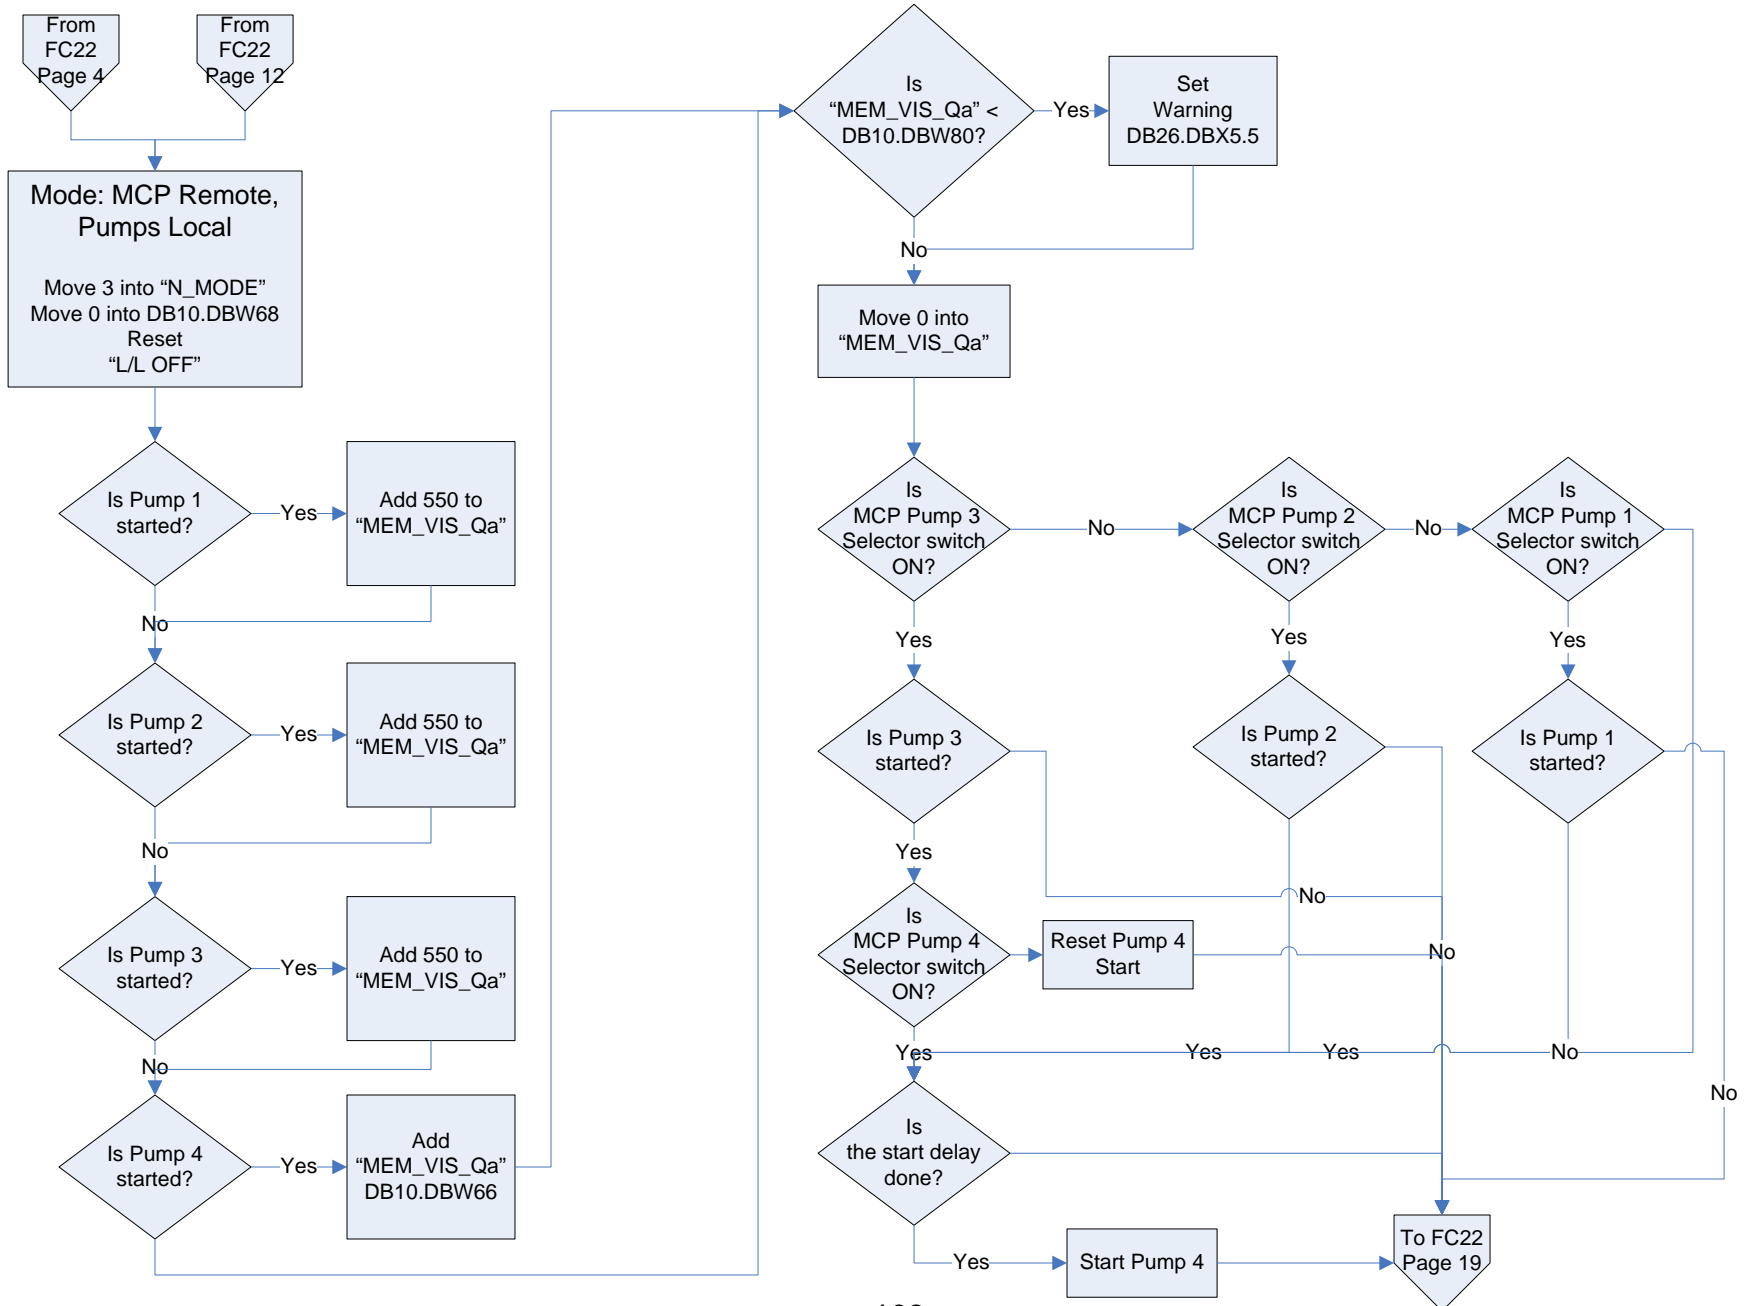 From
FC22
Page 4
From
FC22
Page 12
Mode: MCP Remote,
Pumps Local
Move 3 into “N_MODE”
Move 0 into DB10.DBW68
Reset
“L/L OFF”
Is Pump 1
started?
Yes
Add 550 to
“MEM_VIS_Qa”
No
Is Pump 2
started?
Yes
Add 550 to
“MEM_VIS_Qa”
No
Is Pump 3
started?
Yes
Add 550 to
“MEM_VIS_Qa”
No
Is Pump 4
started?
Yes
Add
“MEM_VIS_Qa”
DB10.DBW66
Is
“MEM_VIS_Qa” <
DB10.DBW80?
Yes
Set
Warning
DB26.DBX5.5
No
Move 0 into
“MEM_VIS_Qa”
Is
MCP Pump 3
Selector switch
ON?
No
Is
MCP Pump 2
Selector switch
ON?
No
Is
MCP Pump 1
Selector switch
ON?
Yes
Yes
Yes
Is Pump 3
started?
Is Pump 2
started?
Is Pump 1
started?
Yes
No
Is
MCP Pump 4
Selector switch
ON?
Reset Pump 4
Start
No
Yes
Yes
Yes
No
No
Is
the start delay
done?
Yes
Start Pump 4
To FC22
Page 19